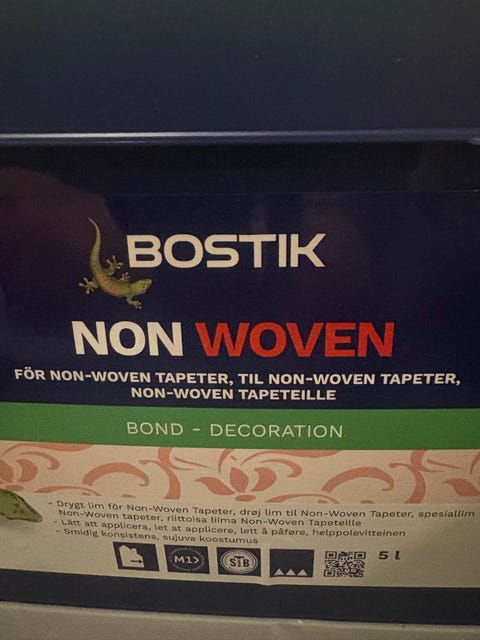 BOSTIK
NON WOVEN
FÖR NON-WOVEN TAPETER, TIL NON-WOVEN TAPETER,
NON-WOVEN TAPETEILLE
BOND - DECORATION
- Drygt lim för Non-Woven Tapeter, drøj lim til Non-Woven Tapeter, speciallim
Non-Woven tapeter, riittoisa liima Non-Woven Tapeteille
- Lätt att applicera, let at applicere, lett å påføre, helppolevitteinen
- Smidig konsistens, sujuva koostumus
M1
StB
5 l